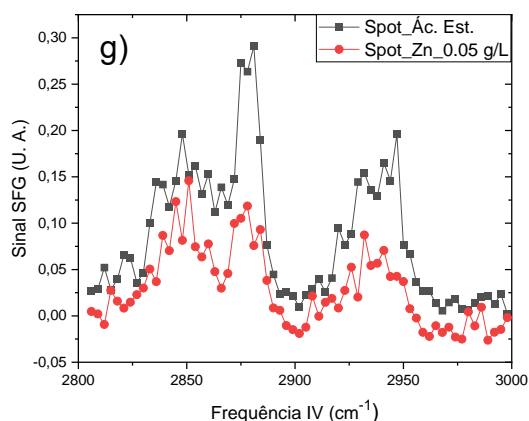 g)
Spot_Ác. Est.
Spot_Zn_0.05 g/L
Sinal SFG (U. A.)
0,30
0,25
0,20
0,15
0,10
0,05
0,00
-0,05
2800 2850 2900 2950 3000
Frequência IV (cm⁻¹)